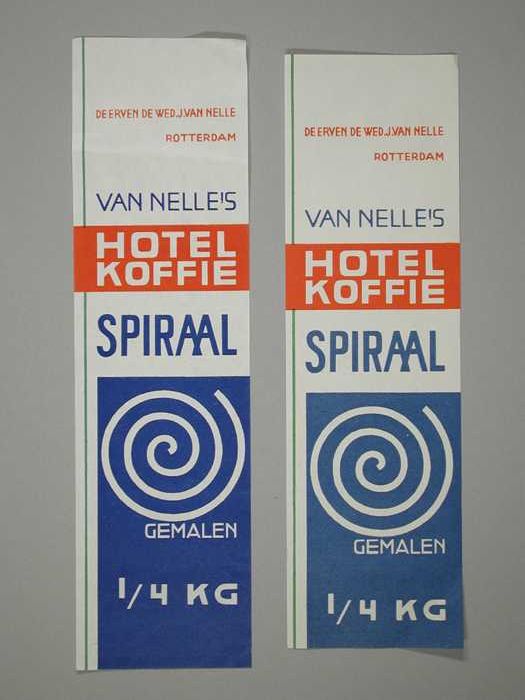 DE ERVEN DE WED. J. VAN NELLE
ROTTERDAM
VAN NELLE'S
HOTEL
KOFFIE
SPIRAAL
GEMALEN
1/4 KG
DE ERVEN DE WED. J. VAN NELLE
ROTTERDAM
VAN NELLE'S
HOTEL
KOFFIE
SPIRAAL
GEMALEN
1/4 KG